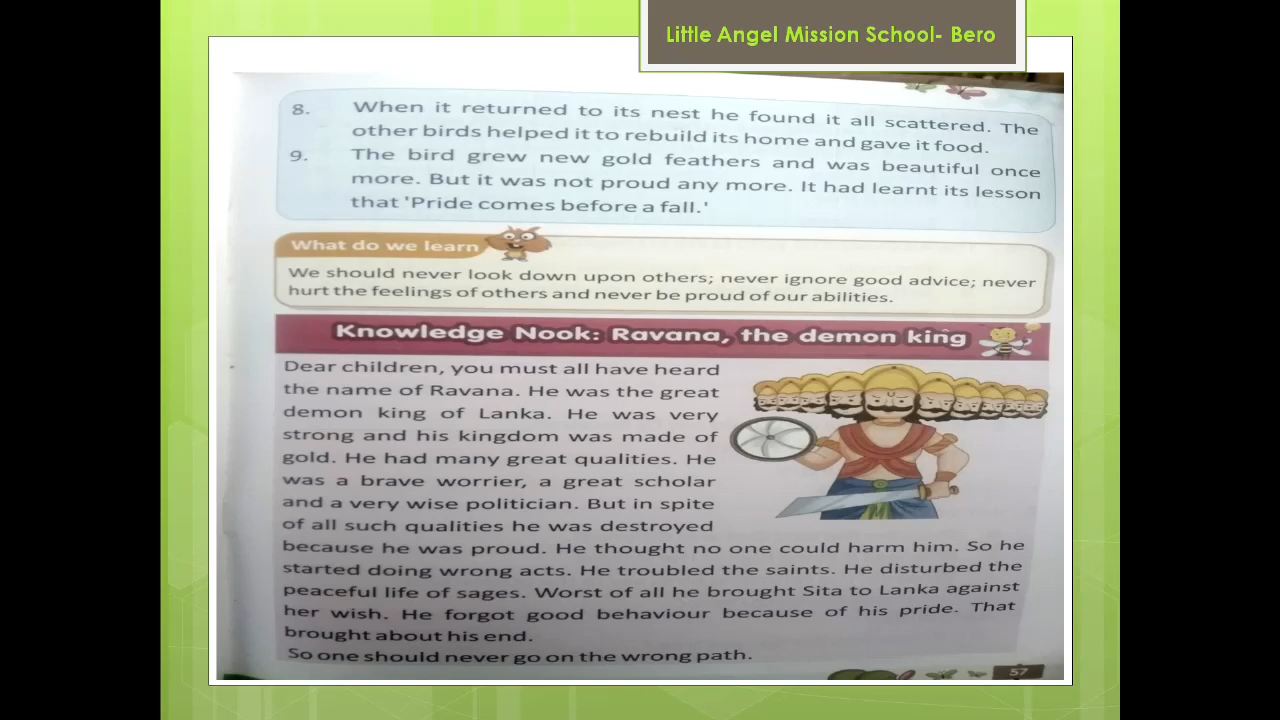 Little Angel Mission School- Bero
8. When it returned to its nest he found it all scattered. The
other birds helped it to rebuild its home and gave it food.
9. The bird grew new gold feathers and was beautiful once
more. But it was not proud any more. It had learnt its lesson
that 'Pride comes before a fall.'
What do we learn
We should never look down upon others; never ignore good advice; never
hurt the feelings of others and never be proud of our abilities.
Knowledge Nook: Ravana, the demon king
Dear children, you must all have heard
the name of Ravana. He was the great
demon king of Lanka. He was very
strong and his kingdom was made of
gold. He had many great qualities. He
was a brave worrier, a great scholar
and a very wise politician. But in spite
of all such qualities he was destroyed
because he was proud. He thought no one could harm him. So he
started doing wrong acts. He troubled the saints. He disturbed the
peaceful life of sages. Worst of all he brought Sita to Lanka against
her wish. He forgot good behaviour because of his pride. That
brought about his end.
So one should never go on the wrong path.
57